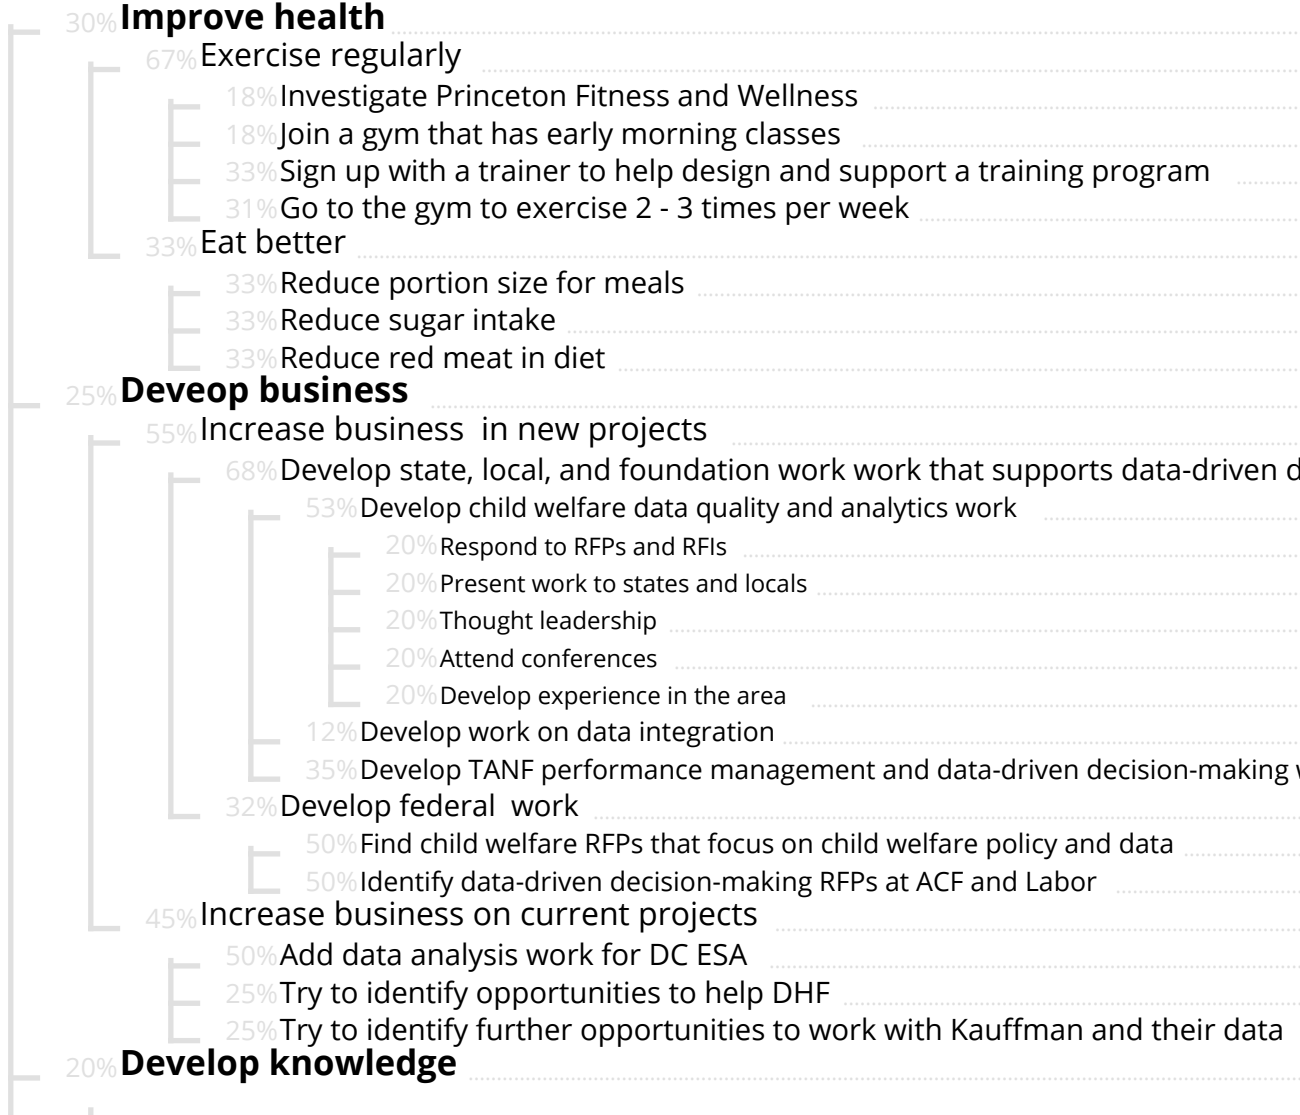 30% Improve health
67% Exercise regularly
18% Investigate Princeton Fitness and Wellness
18% Join a gym that has early morning classes
33% Sign up with a trainer to help design and support a training program
31% Go to the gym to exercise 2 - 3 times per week
33% Eat better
33% Reduce portion size for meals
33% Reduce sugar intake
33% Reduce red meat in diet
25% Deveop business
55% Increase business  in new projects
68% Develop state, local, and foundation work work that supports data-driven d
53% Develop child welfare data quality and analytics work
20% Respond to RFPs and RFIs
20% Present work to states and locals
20% Thought leadership
20% Attend conferences
20% Develop experience in the area
12% Develop work on data integration
35% Develop TANF performance management and data-driven decision-making
32% Develop federal  work
50% Find child welfare RFPs that focus on child welfare policy and data
50% Identify data-driven decision-making RFPs at ACF and Labor
45% Increase business on current projects
50% Add data analysis work for DC ESA
25% Try to identify opportunities to help DHF
25% Try to identify further opportunities to work with Kauffman and their data
20% Develop knowledge